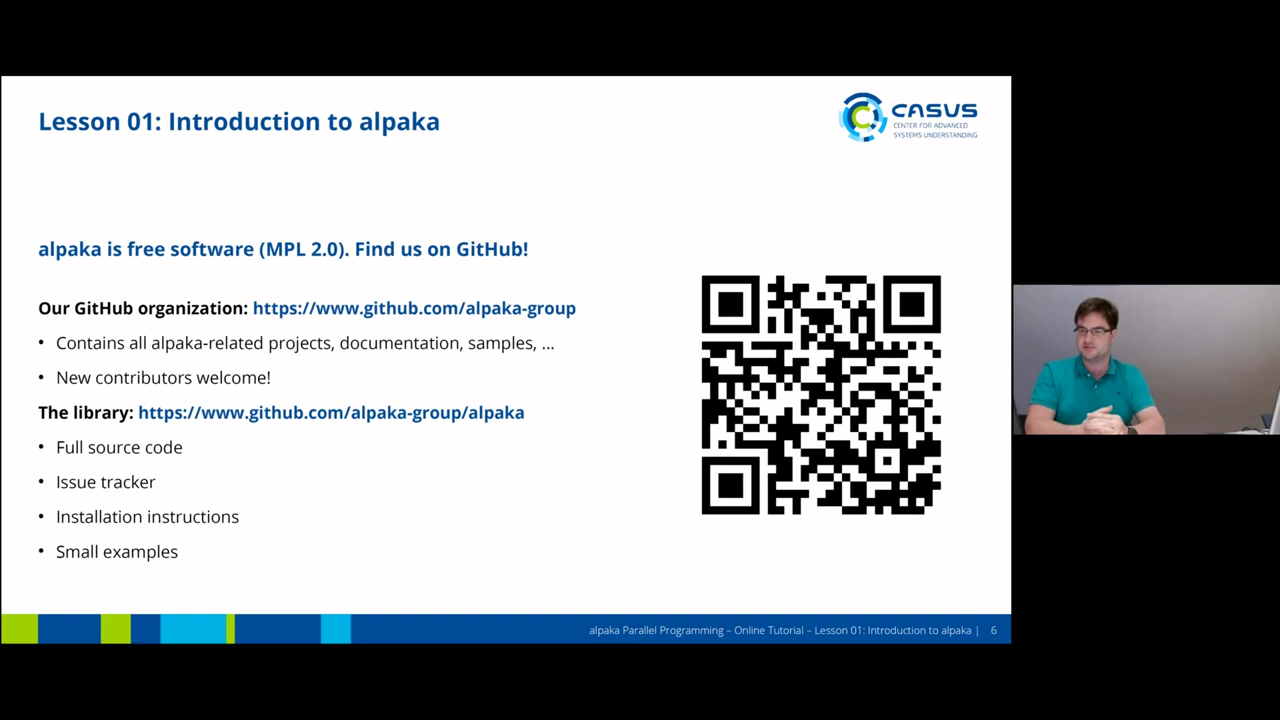 Lesson 01: Introduction to alpaka
CASUS
CENTER FOR ADVANCED
SYSTEMS UNDERSTANDING
alpaka is free software (MPL 2.0). Find us on GitHub!
Our GitHub organization: https://www.github.com/alpaka-group
• Contains all alpaka-related projects, documentation, samples, ...
• New contributors welcome!
The library: https://www.github.com/alpaka-group/alpaka
• Full source code
• Issue tracker
• Installation instructions
• Small examples
alpaka Parallel Programming – Online Tutorial – Lesson 01: Introduction to alpaka | 6